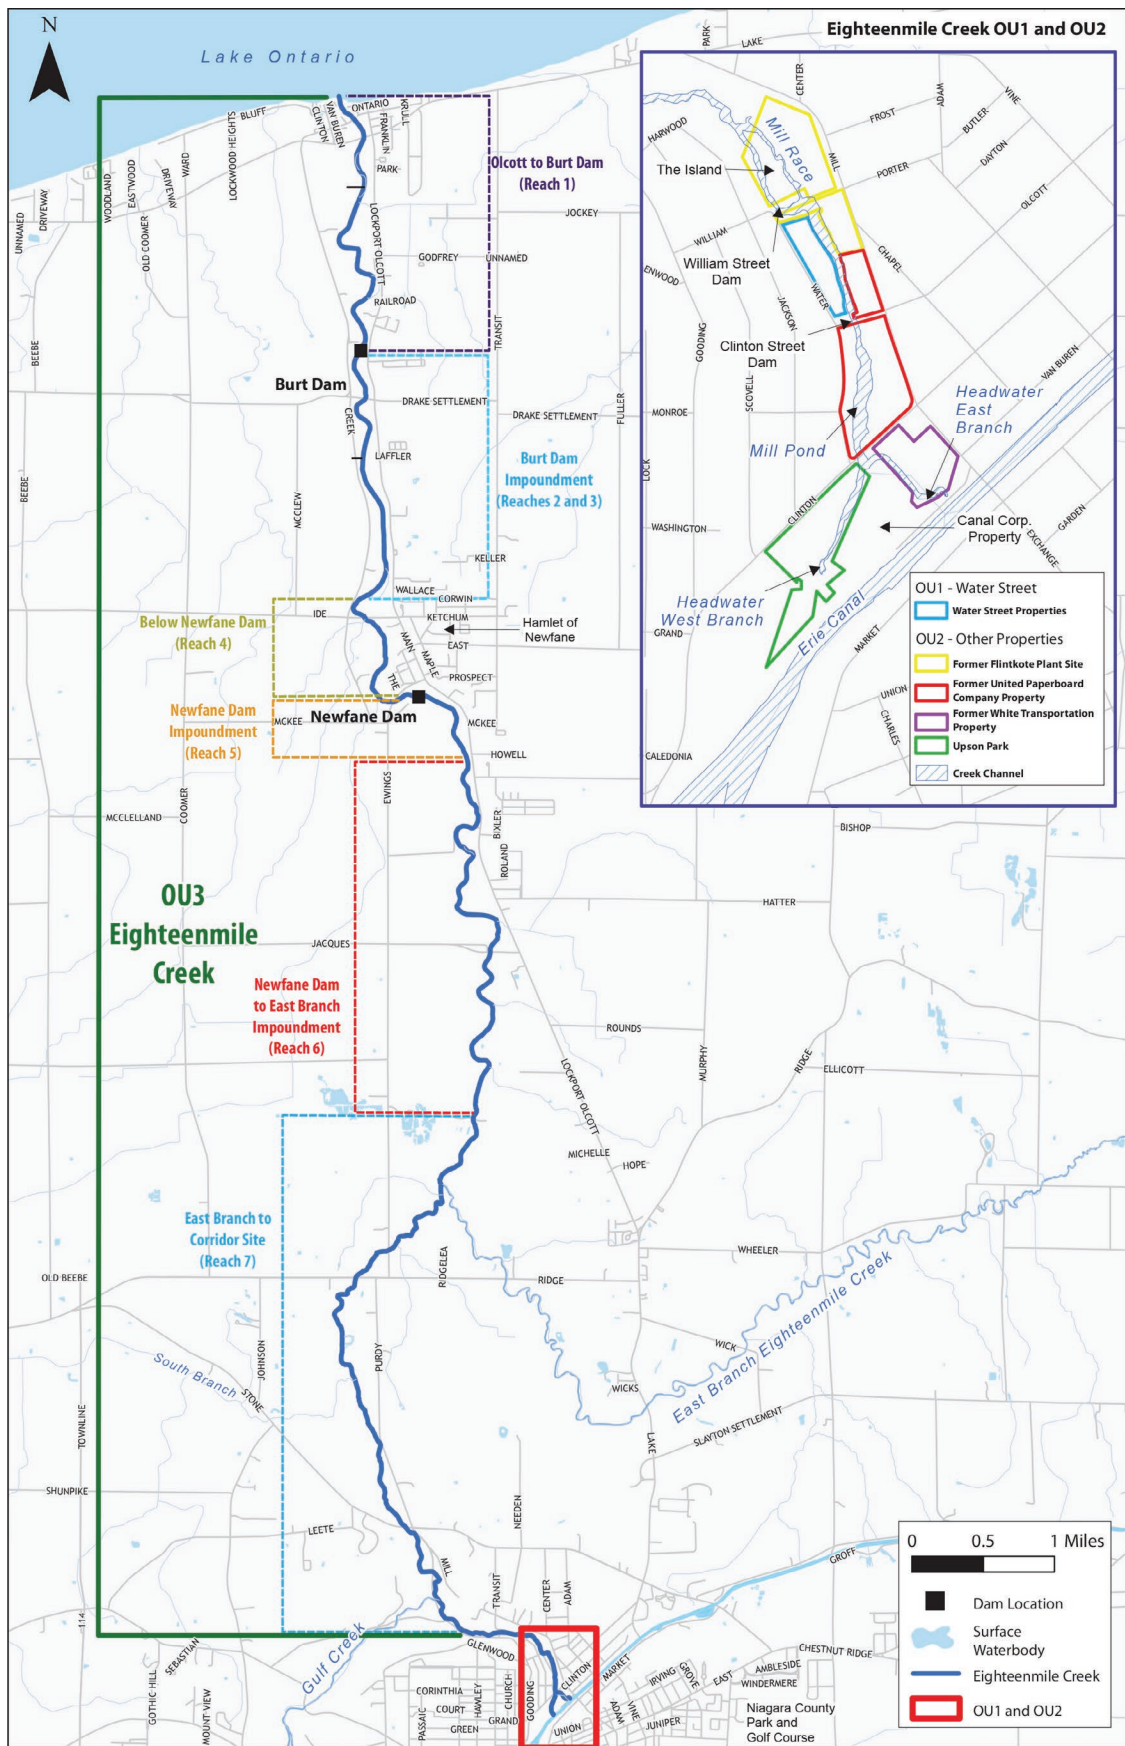 N
Lake Ontario
Eighteenmile Creek OU1 and OU2
PARK
LAKE
BLUFF
CLINTON
VAN BUREN
ONTARIO
FRANKLIN
KRULL
PARK
LOCKWOOD HEIGHTS
WARD
DRIVEWAY
EASTWOOD
WOODLAND
OLD COOMER
DRIVEWAY
UNNAMED
Olcott to Burt Dam
(Reach 1)
JOCKEY
LOCKPORT OLCOTT
GODFREY
UNNAMED
RAILROAD
TRANSIT
BEEBE
Burt Dam
DRAKE SETTLEMENT
DRAKE SETTLEMENT
FULLER
CREEK
LAFFLER
Burt Dam
Impoundment
(Reaches 2 and 3)
BEEBE
MCCLEW
KELLER
WALLACE
CORWIN
IDE
KETCHUM
Hamlet of
Newfane
EAST
MAIN
MAPLE
THE
PROSPECT
Below Newfane Dam
(Reach 4)
Newfane Dam
Newfane Dam
Impoundment
(Reach 5)
MCKEE
MCKEE
HOWELL
EWINGS
COOMER
MCCLELLAND
BIXLER
ROLAND
BISHOP
HATTER
OU3
Eighteenmile
Creek
JACQUES
Newfane Dam
to East Branch
Impoundment
(Reach 6)
ROUNDS
MURPHY
RIDGE
ELLICOTT
LOCKPORT OLCOTT
MICHELLE
HOPE
East Branch to
Corridor Site
(Reach 7)
WHEELER
OLD BEEBE
RIDGELEA
RIDGE
East Branch Eighteenmile Creek
WICK
WICKS
JOHNSON
PURDY
South Branch
STONE
SLAYTON SETTLEMENT
LAKE
TOWNLINE
SHUNPIKE
LEETE
NEEDEN
MILL
TRANSIT
CENTER
ADAM
GROFF
114
SEBASTIAN
GOTHIC HILL
MOUNT VIEW
Gulf Creek
GLENWOOD
CORINTHIA
COURT
GREEN
PASSAIC
HAWLEY
GRAND
CHURCH
GOODING
CLINTON
MARKET
UNION
ADAM
VINE
IRVING
GROVE
JUNIPER
EAST
AMBLESIDE
WINDERMERE
CHESTNUT RIDGE
Niagara County
Park and
Golf Course
CENTER
ADAM
VINE
HARWOOD
Mill Race
FROST
BUTLER
DAYTON
The Island
MILL
PORTER
OLCOTT
WILLIAM
CHAPEL
William Street
Dam
ENWOOD
WATER
JACKSON
GOODING
Clinton Street
Dam
SCOVELL
VAN BUREN
MONROE
Headwater
East
Branch
Mill Pond
LOCK
CLINTON
WASHINGTON
Canal Corp.
Property
GARDEN
EXCHANGE
Headwater
West Branch
Erie Canal
GRAND
MARKET
UNION
CHARLES
CALEDONIA
OU1 - Water Street
Water Street Properties
OU2 - Other Properties
Former Flintkote Plant Site
Former United Paperboard
Company Property
Former White Transportation
Property
Upson Park
Creek Channel
0 0.5 1 Miles
Dam Location
Surface
Waterbody
Eighteenmile Creek
OU1 and OU2